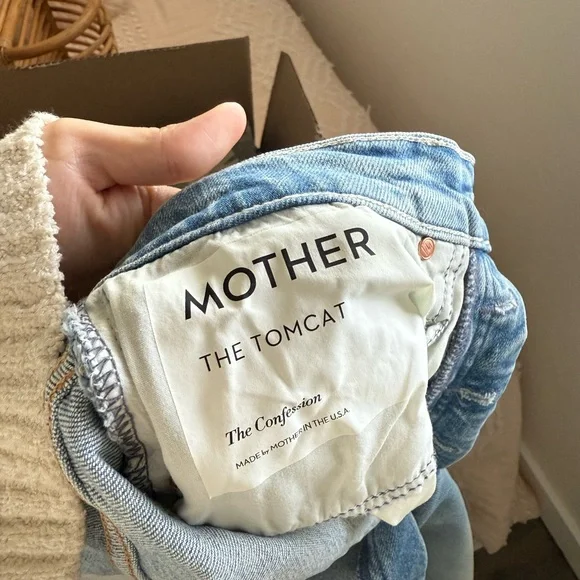 MOTHER
THE TOMCAT
The Confession
MADE by MOTHER IN THE U.S.A